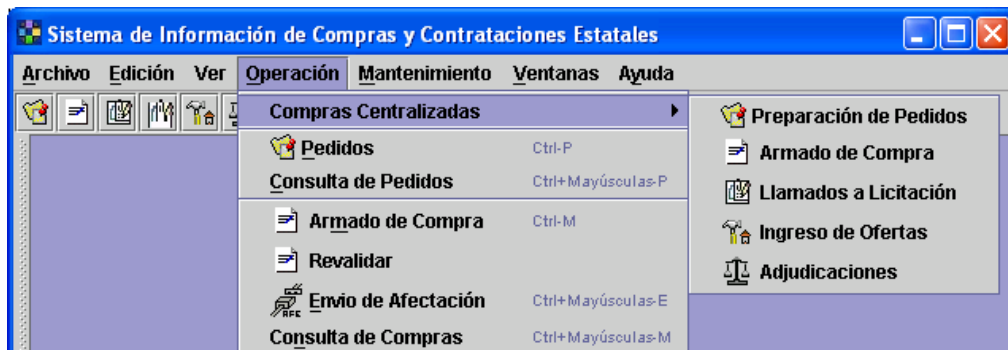 Sistema de Información de Compras y Contrataciones Estatales
Archivo Edición Ver Operación Mantenimiento Ventanas Ayuda
Compras Centralizadas
Pedidos Ctrl-P
Consulta de Pedidos Ctrl+Mayúsculas-P
Armado de Compra Ctrl-M
Revalidar
Envio de Afectación Ctrl+Mayúsculas-E
Consulta de Compras Ctrl+Mayúsculas-M
Preparación de Pedidos
Armado de Compra
Llamados a Licitación
Ingreso de Ofertas
Adjudicaciones